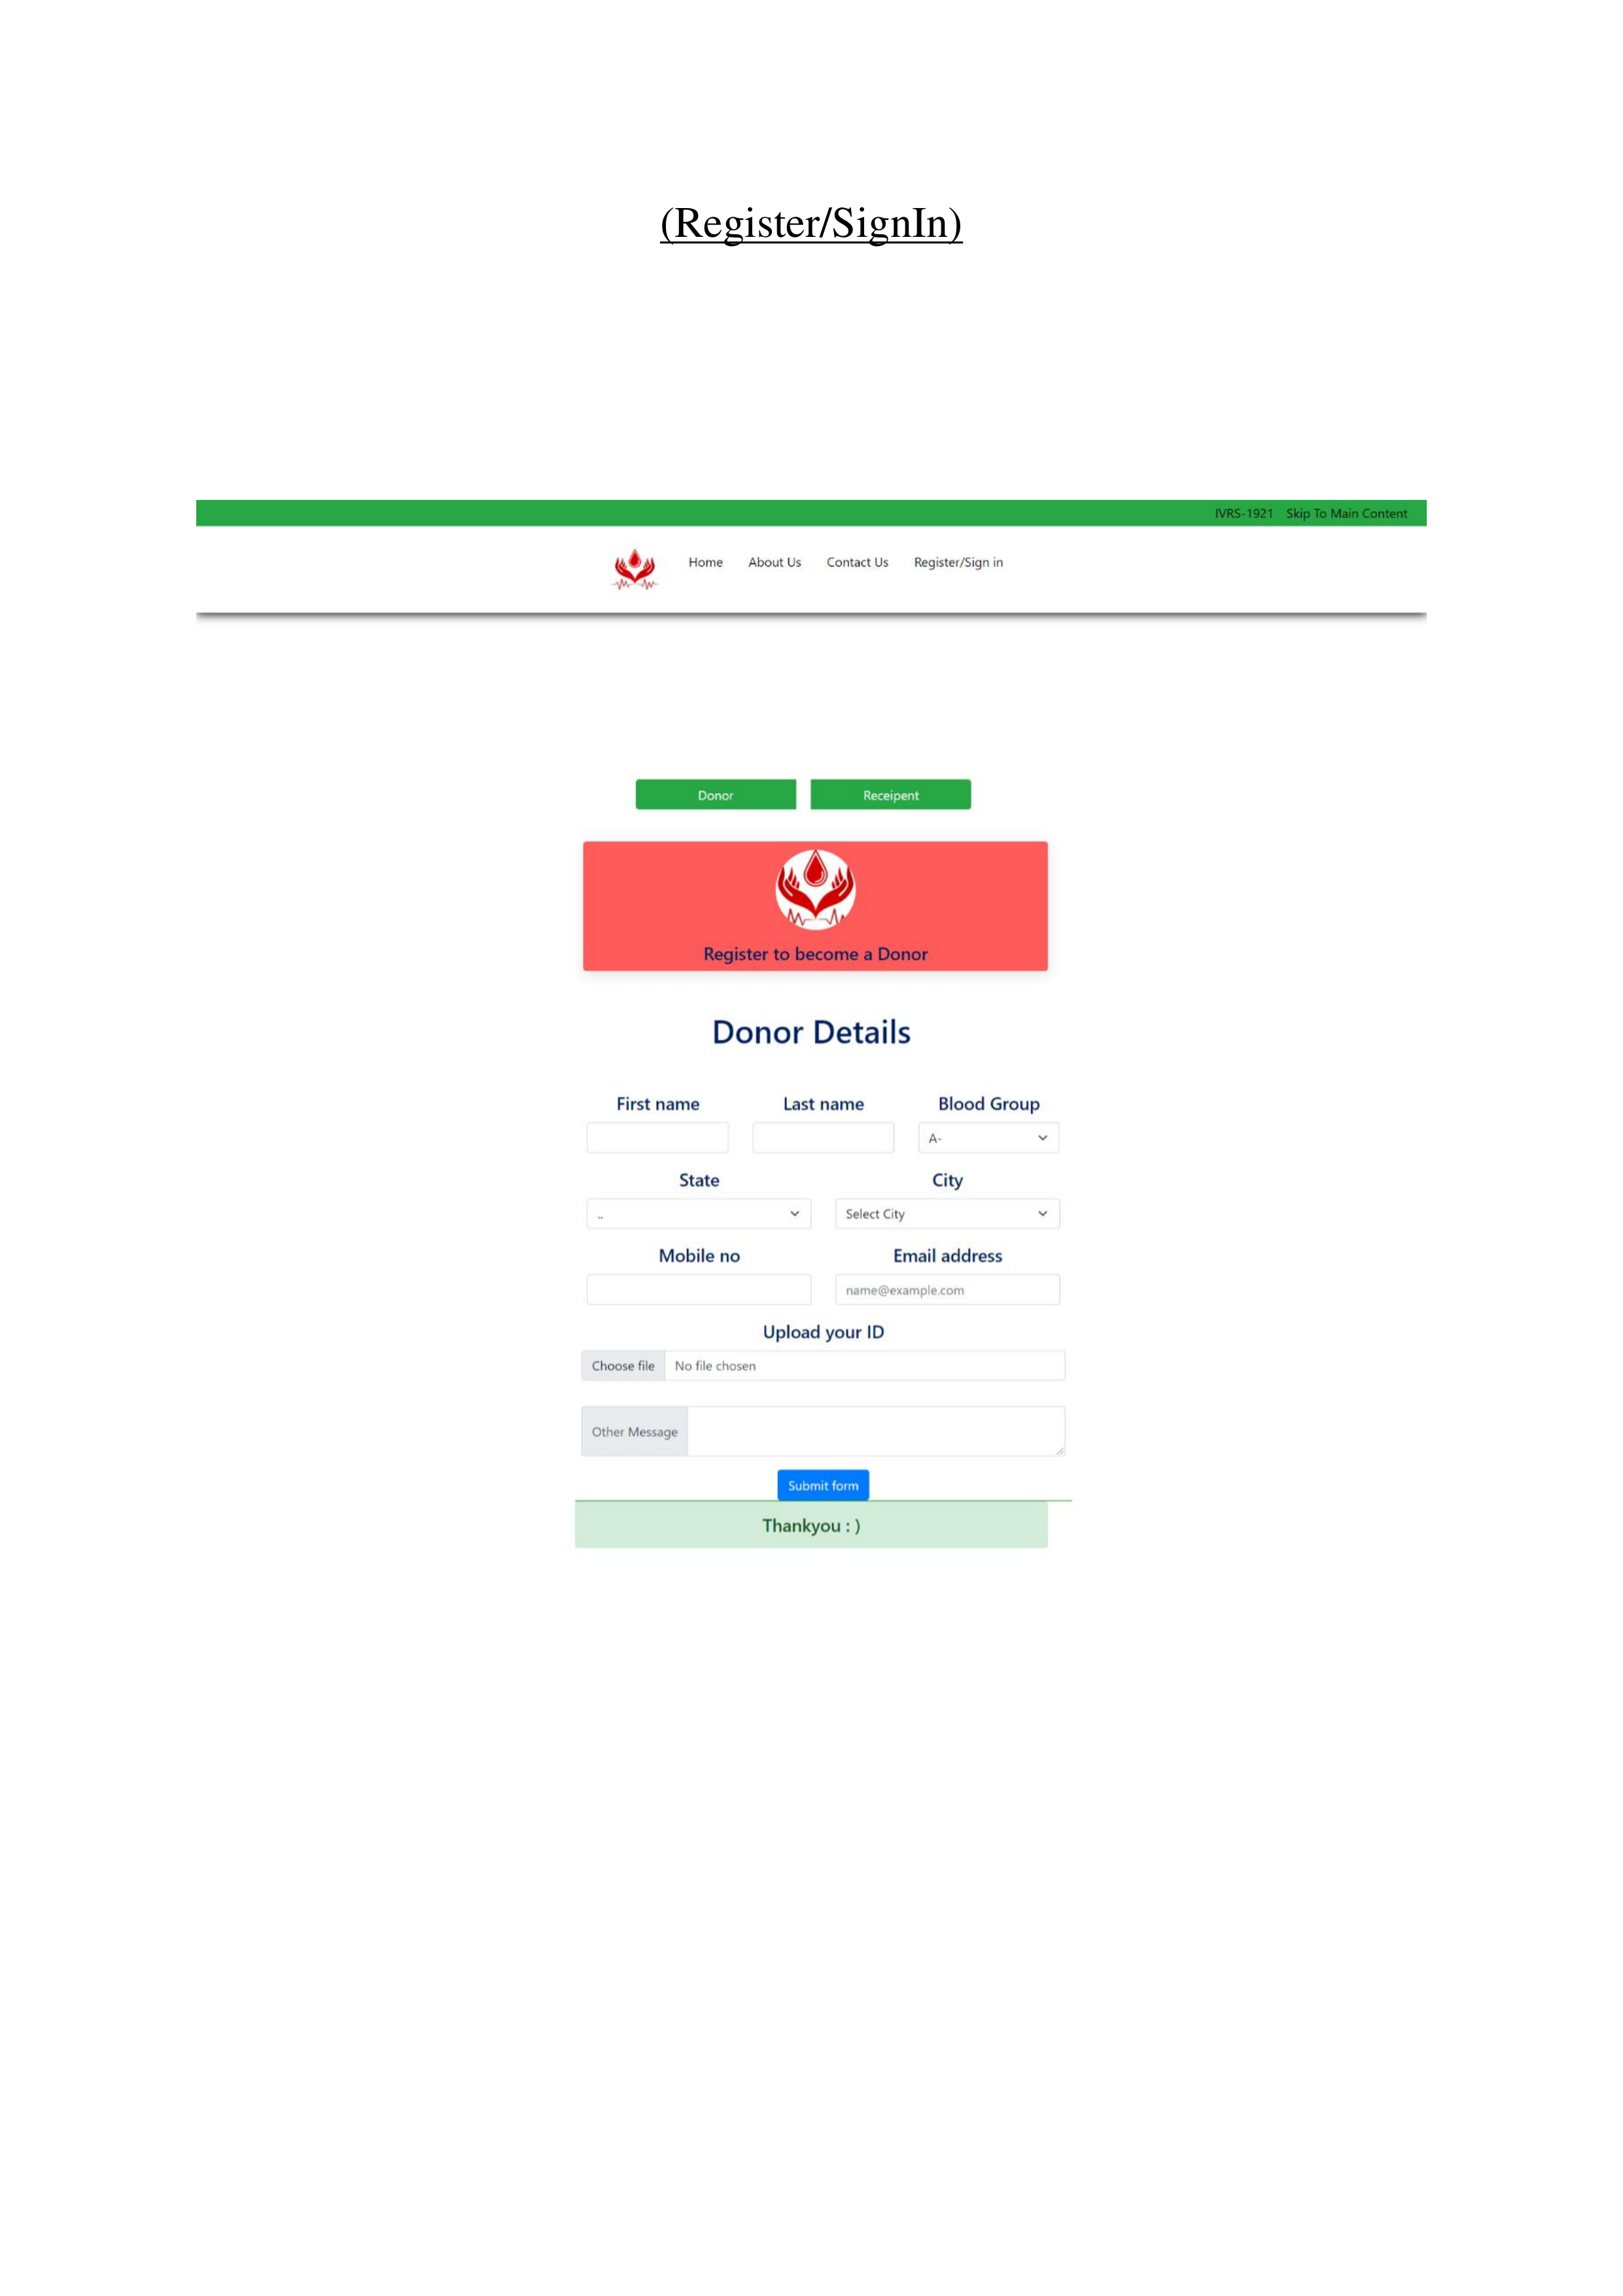 (Register/SignIn)
IVRS-1921 Skip To Main Content
Home About Us Contact Us Register/Sign in
Donor Receipent
Register to become a Donor
Donor Details
First name Last name Blood Group
A-
State City
.. Select City
Mobile no Email address
name@example.com
Upload your ID
Choose file No file chosen
Other Message
Submit form
Thankyou : )